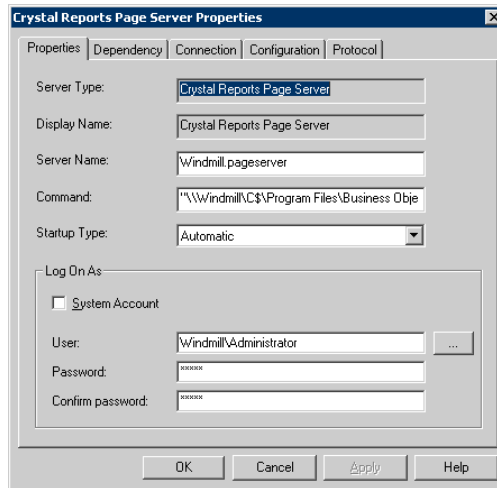 Crystal Reports Page Server Properties
Properties Dependency Connection Configuration Protocol
Server Type: Crystal Reports Page Server
Display Name: Crystal Reports Page Server
Server Name: Windmill.pageserver
Command: "\\Windmill\C$\Program Files\Business Obje
Startup Type: Automatic
Log On As
System Account
User: Windmill\Administrator ...
Password: *****
Confirm password: *****
OK Cancel Apply Help